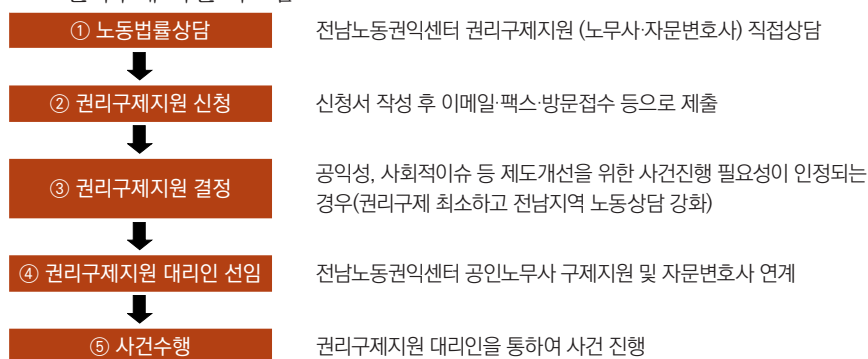 ① 노동법률상담
전남노동권익센터 권리구제지원 (노무사·자문변호사) 직접상담
② 권리구제지원 신청
신청서 작성 후 이메일·팩스·방문접수 등으로 제출
③ 권리구제지원 결정
공익성, 사회적이슈 등 제도개선을 위한 사건진행 필요성이 인정되는
경우(권리구제 최소하고 전남지역 노동상담 강화)
④ 권리구제지원 대리인 선임
전남노동권익센터 공인노무사 구제지원 및 자문변호사 연계
⑤ 사건수행
권리구제지원 대리인을 통하여 사건 진행